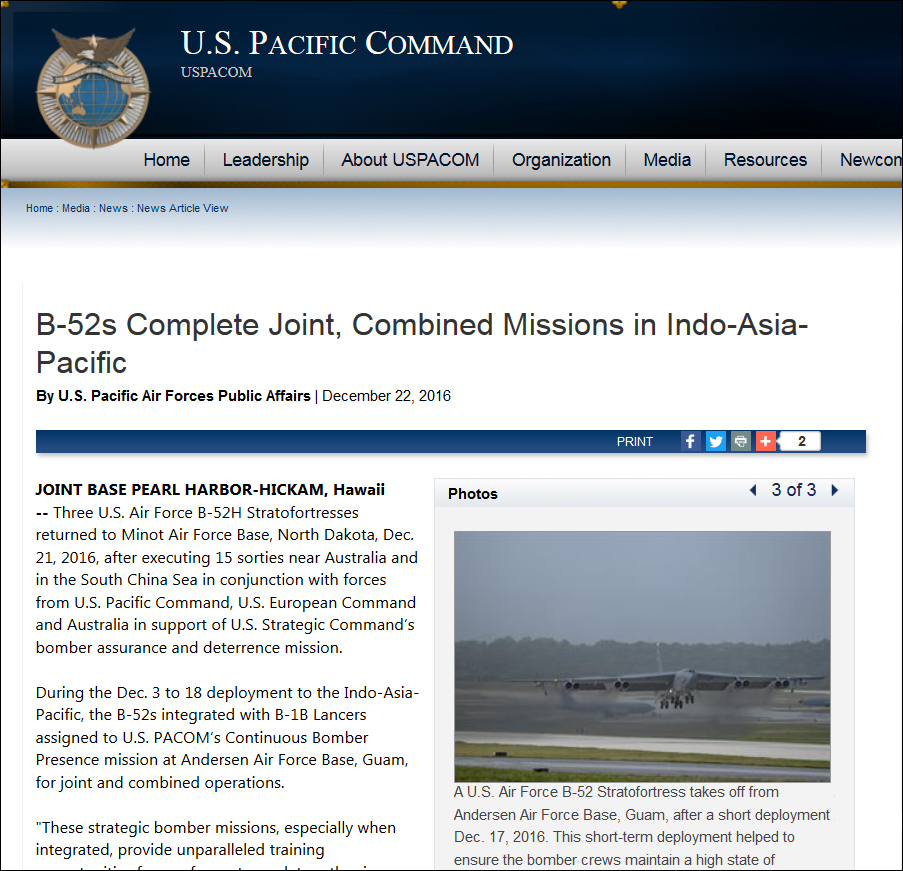 U.S. PACIFIC COMMAND
USPACOM
Home
Leadership
About USPACOM
Organization
Media
Resources
Newcom
Home : Media : News : News Article View
B-52s Complete Joint, Combined Missions in Indo-Asia-
Pacific
By U.S. Pacific Air Forces Public Affairs | December 22, 2016
PRINT
2
JOINT BASE PEARL HARBOR-HICKAM, Hawaii
-- Three U.S. Air Force B-52H Stratofortresses
returned to Minot Air Force Base, North Dakota, Dec.
21, 2016, after executing 15 sorties near Australia and
in the South China Sea in conjunction with forces
from U.S. Pacific Command, U.S. European Command
and Australia in support of U.S. Strategic Command's
bomber assurance and deterrence mission.
During the Dec. 3 to 18 deployment to the Indo-Asia-
Pacific, the B-52s integrated with B-1B Lancers
assigned to U.S. PACOM's Continuous Bomber
Presence mission at Andersen Air Force Base, Guam,
for joint and combined operations.
"These strategic bomber missions, especially when
integrated, provide unparalleled training
Photos
3 of 3
A U.S. Air Force B-52 Stratofortress takes off from
Andersen Air Force Base, Guam, after a short deployment
Dec. 17, 2016. This short-term deployment helped to
ensure the bomber crews maintain a high state of